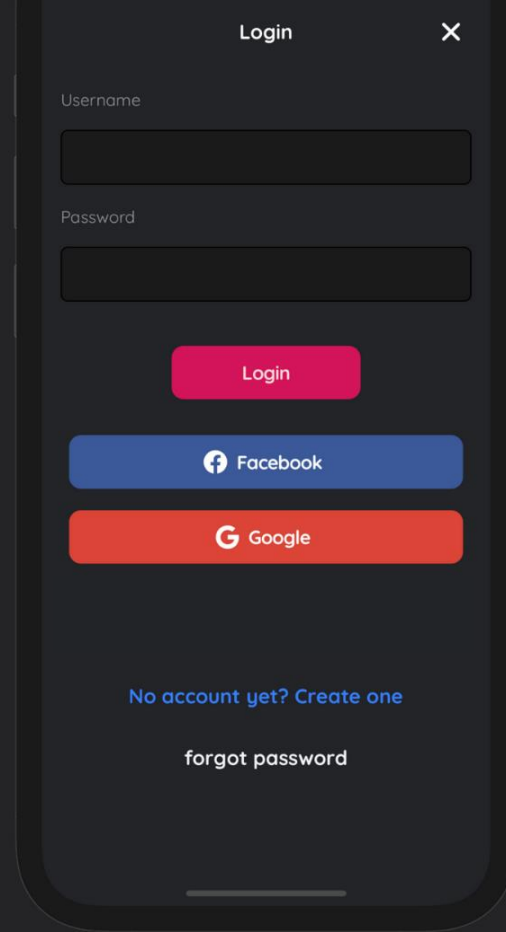 Login
Username
Password
Login
Facebook
Google
No account yet? Create one
forgot password